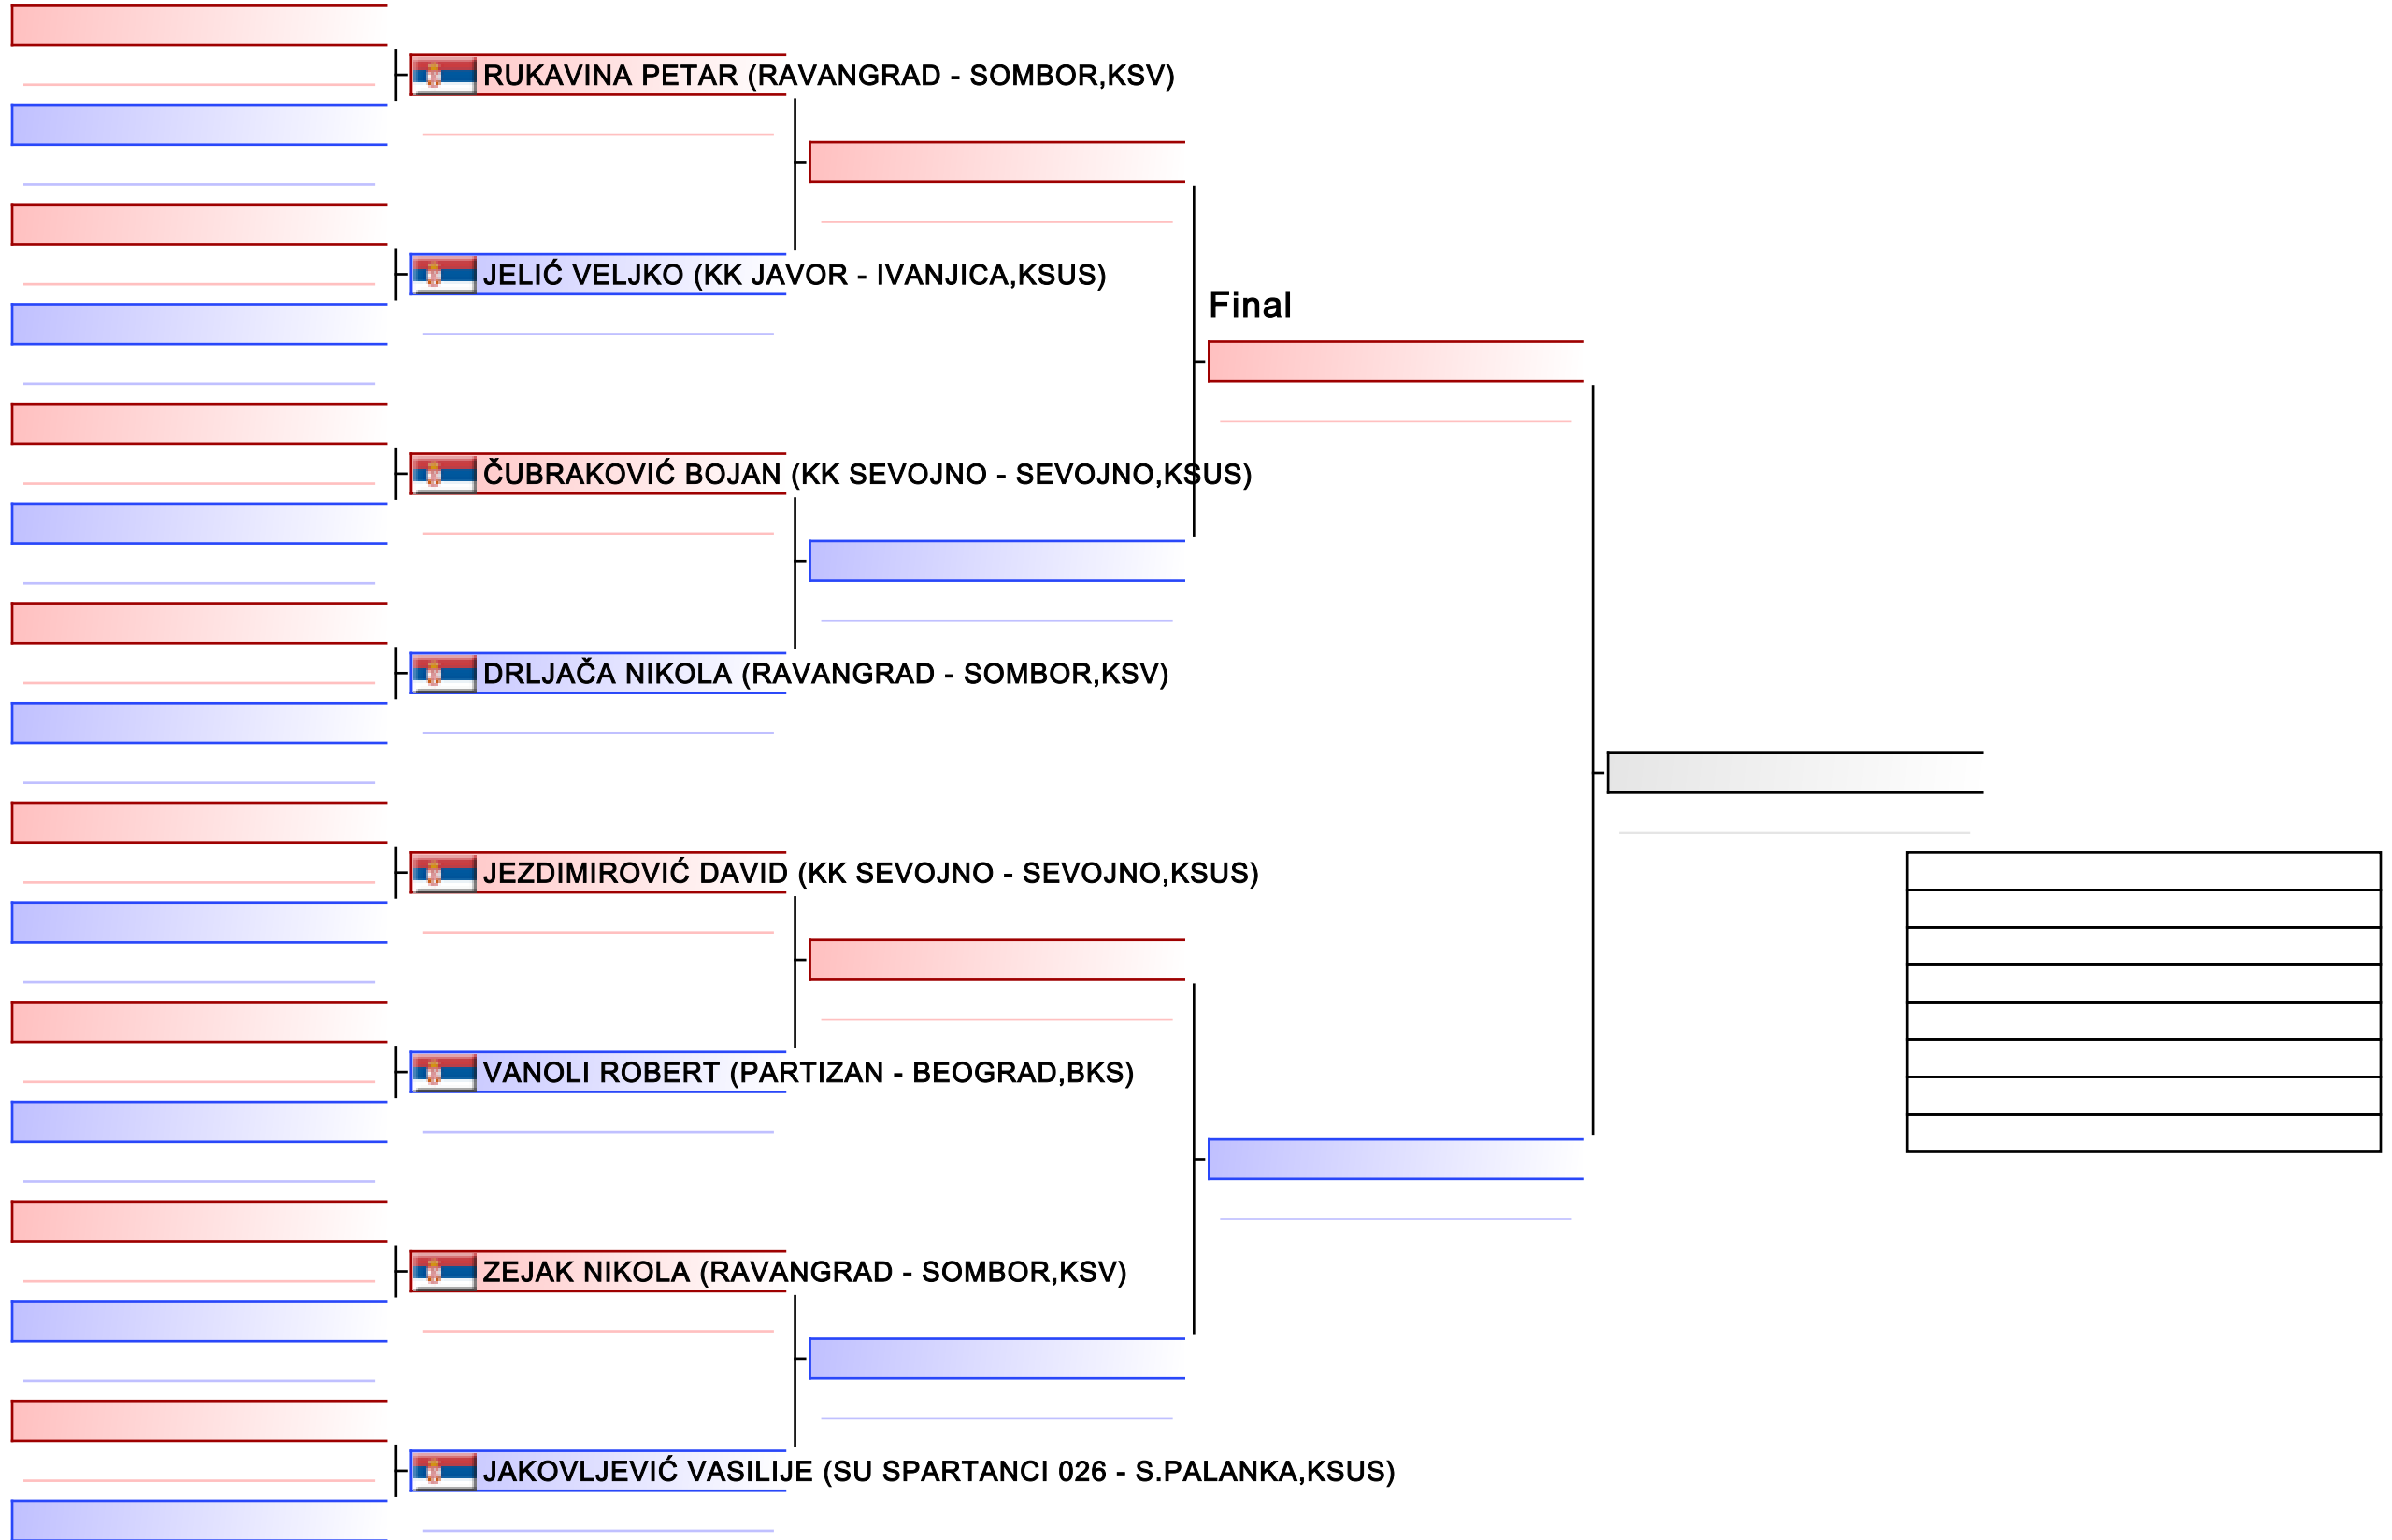 RUKAVINA PETAR (RAVANGRAD - SOMBOR,KSV)
JELIĆ VELJKO (KK JAVOR - IVANJICA,KSUS)
Final
ČUBRAKOVIĆ BOJAN (KK SEVOJNO - SEVOJNO,KSUS)
DRLJAČA NIKOLA (RAVANGRAD - SOMBOR,KSV)
JEZDIMIROVIĆ DAVID (KK SEVOJNO - SEVOJNO,KSUS)
VANOLI ROBERT (PARTIZAN - BEOGRAD,BKS)
ZEJAK NIKOLA (RAVANGRAD - SOMBOR,KSV)
JAKOVLJEVIĆ VASILIJE (SU SPARTANCI 026 - S.PALANKA,KSUS)